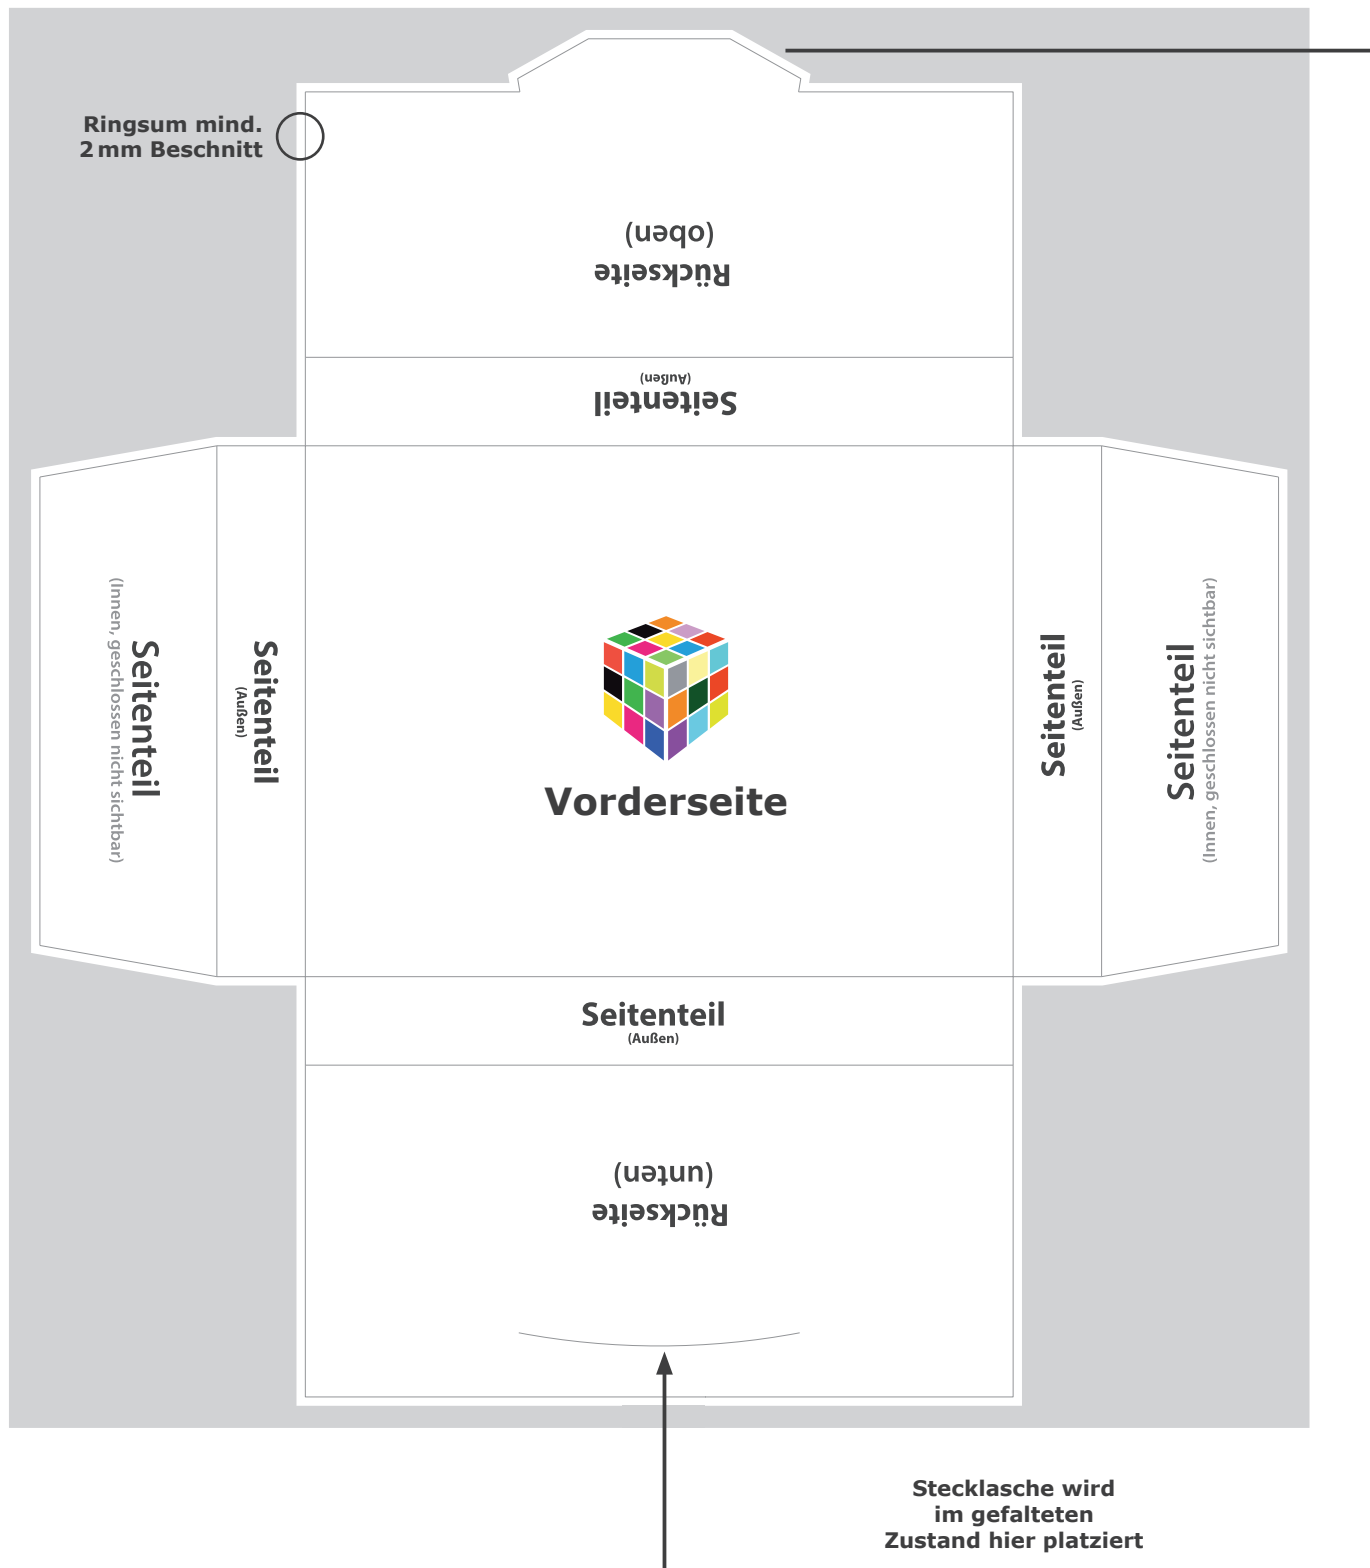 Ringsum mind.
2 mm Beschnitt
Rückseite
(oben)
Seitenteil
(Außen)
Seitenteil
(Innen, geschlossen nicht sichtbar)
Seitenteil
(Außen)
Vorderseite
Seitenteil
(Außen)
Seitenteil
(Innen, geschlossen nicht sichtbar)
Seitenteil
(Außen)
Rückseite
(unten)
Stecklasche wird
im gefalteten
Zustand hier platziert